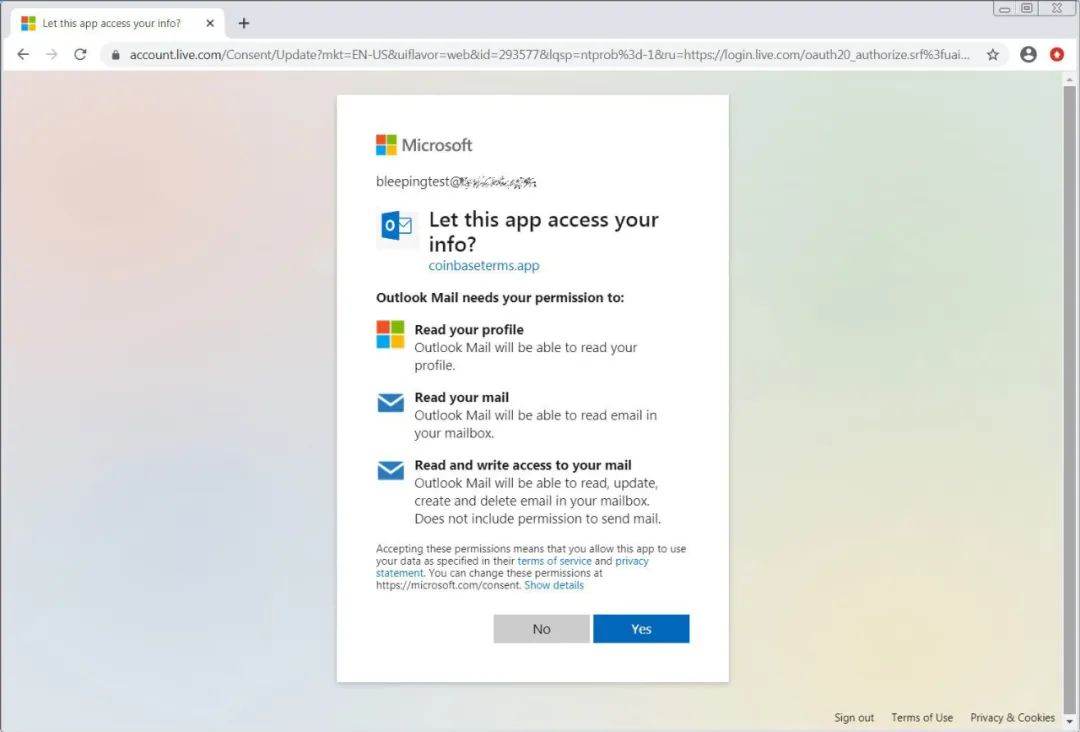 Let this app access your info?
account.live.com/Consent/Update?mkt=EN-US&uiflavor=web&id=293577&lqsp=ntprob%3d-1&ru=https://login.live.com/oauth20_authorize.srf%3fuai...
Microsoft
bleepingtest@
Let this app access your
info?
coinbaseterms.app
Outlook Mail needs your permission to:
Read your profile
Outlook Mail will be able to read your
profile.
Read your mail
Outlook Mail will be able to read email in
your mailbox.
Read and write access to your mail
Outlook Mail will be able to read, update,
create and delete email in your mailbox.
Does not include permission to send mail.
Accepting these permissions means that you allow this app to use
your data as specified in their terms of service and privacy
statement. You can change these permissions at
https://microsoft.com/consent. Show details
No Yes
Sign out Terms of Use Privacy & Cookies